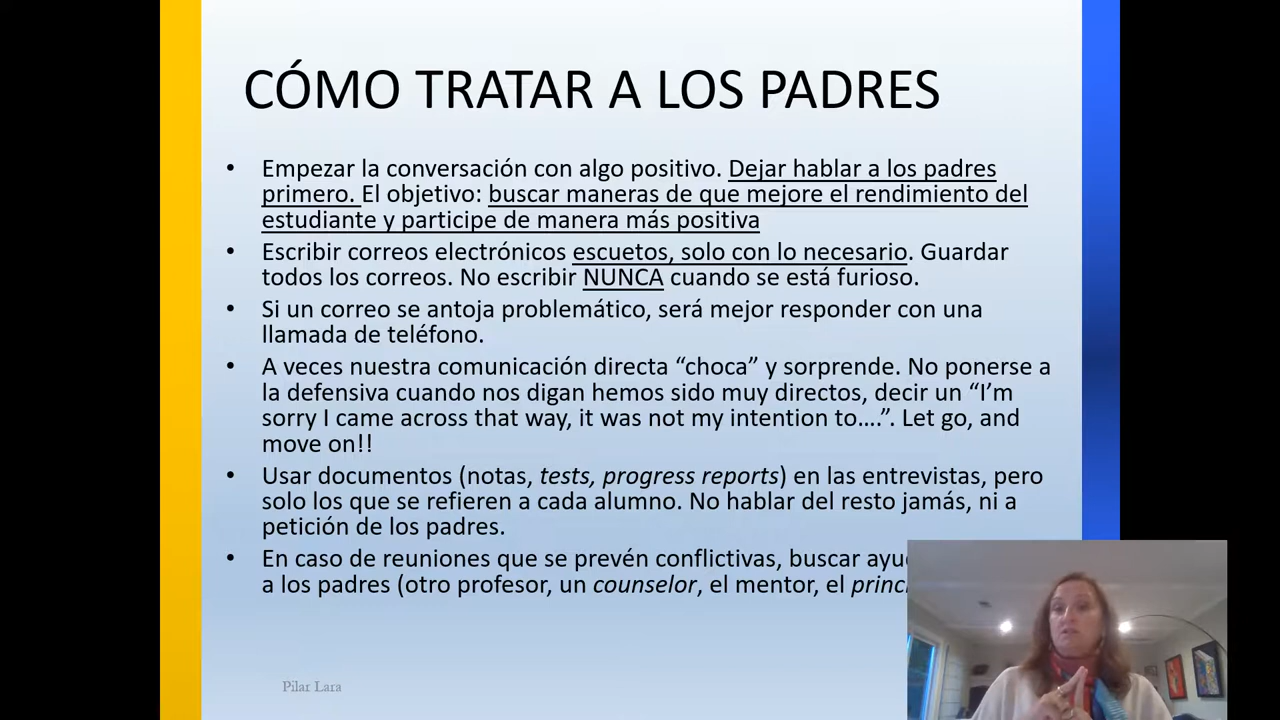 CÓMO TRATAR A LOS PADRES
• Empezar la conversación con algo positivo. Dejar hablar a los padres
primero. El objetivo: buscar maneras de que mejore el rendimiento del
estudiante y participe de manera más positiva
• Escribir correos electrónicos escuetos, solo con lo necesario. Guardar
todos los correos. No escribir NUNCA cuando se está furioso.
• Si un correo se antoja problemático, será mejor responder con una
llamada de teléfono.
• A veces nuestra comunicación directa “choca” y sorprende. No ponerse a
la defensiva cuando nos digan hemos sido muy directos, decir un “I’m
sorry I came across that way, it was not my intention to….”. Let go, and
move on!!
• Usar documentos (notas, tests, progress reports) en las entrevistas, pero
solo los que se refieren a cada alumno. No hablar del resto jamás, ni a
petición de los padres.
• En caso de reuniones que se prevén conflictivas, buscar
a los padres (otro profesor, un counselor, el mentor, el
Pilar Lara